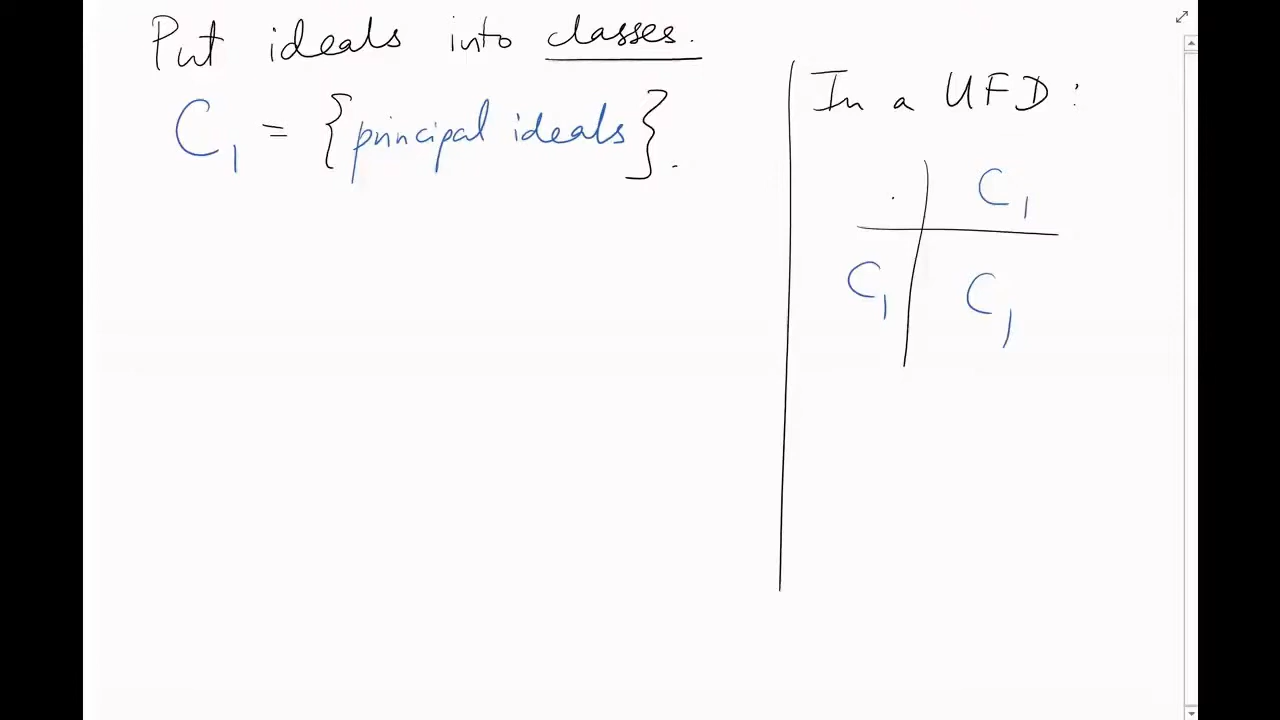 Put ideals into classes.
C₁ = {principal ideals}.
In a UFD:
· | C₁
C₁ | C₁